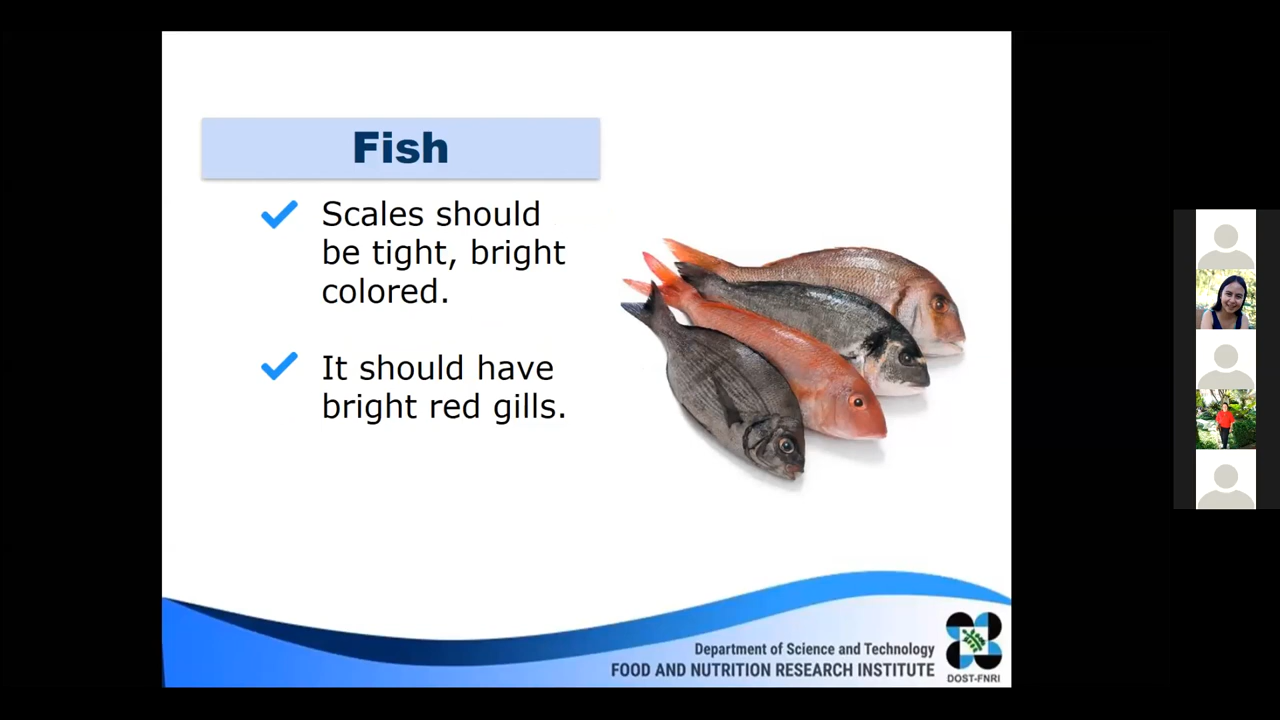 Fish
Scales should
be tight, bright
colored.
It should have
bright red gills.
Department of Science and Technology
FOOD AND NUTRITION RESEARCH INSTITUTE
DOST-FNRI